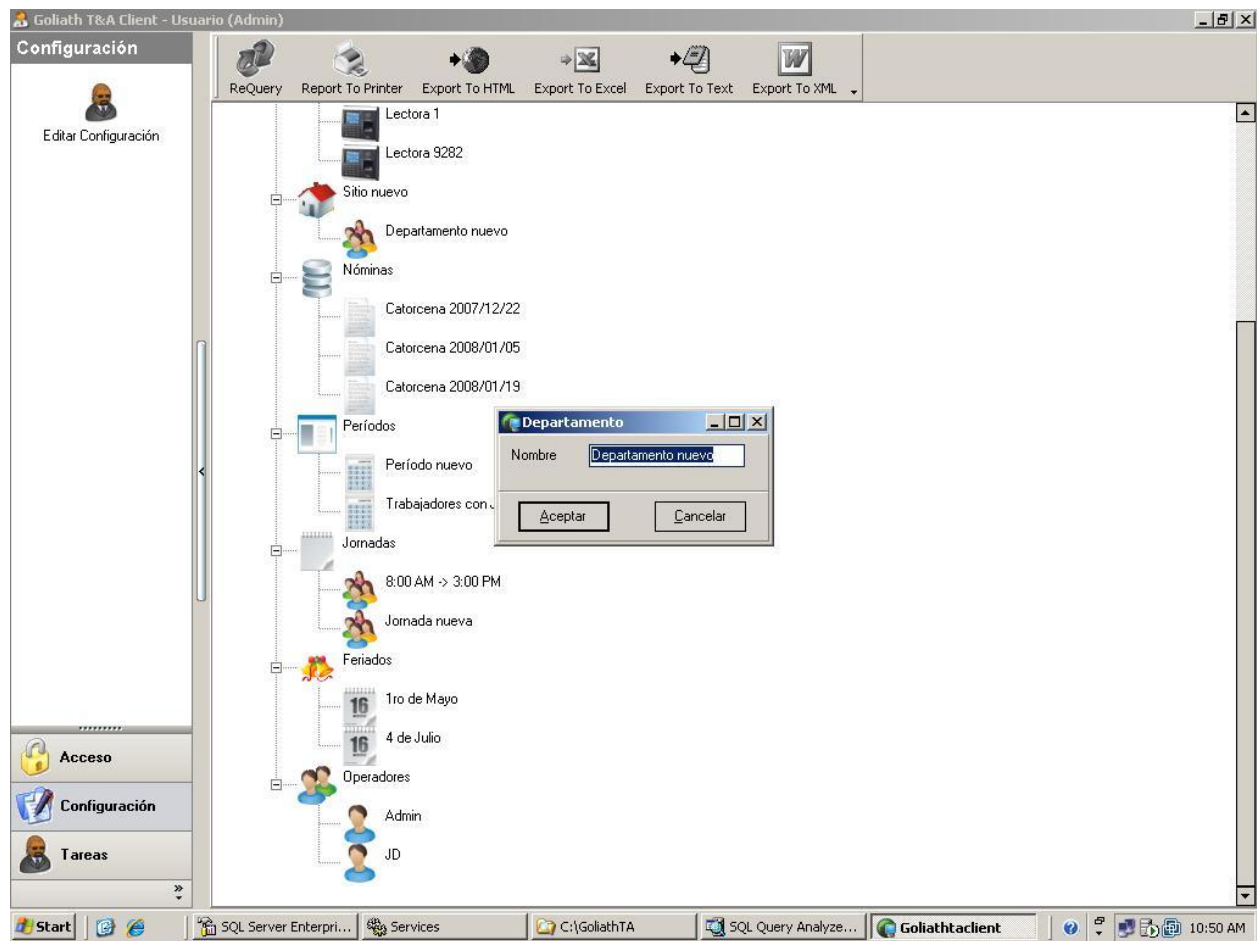 Goliath T&A Client - Usuario (Admin)
Configuración
Editar Configuración
ReQuery
Report To Printer
Export To HTML
Export To Excel
Export To Text
Export To XML
Lectora 1
Lectora 9282
Sitio nuevo
Departamento nuevo
Nóminas
Catorcena 2007/12/22
Catorcena 2008/01/05
Catorcena 2008/01/19
Períodos
Período nuevo
Trabajadores con
Jornadas
8:00 AM -> 3:00 PM
Jornada nueva
Feriados
16
1ro de Mayo
16
4 de Julio
Operadores
Admin
JD
Departamento
Nombre
Departamento nuevo
Aceptar
Cancelar
Acceso
Configuración
Tareas
Start
SQL Server Enterpri...
Services
C:\GoliathTA
SQL Query Analyze...
Goliathtaclient
10:50 AM